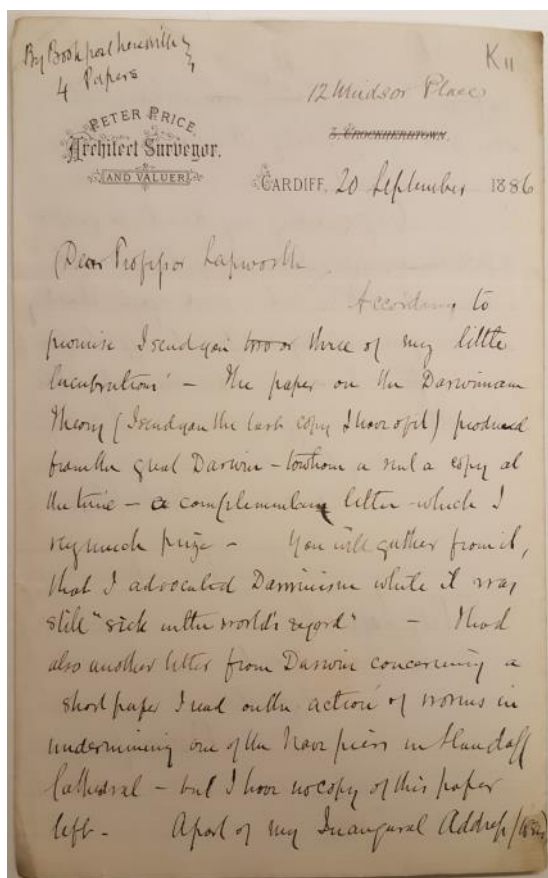 By Bookpost herewith
4 Papers
K11
12 Windsor Place
PETER PRICE,
Architect Surveyor.
AND VALUER
3, CROCKHERBTOWN.
CARDIFF, 20 September 1886
Dear Professor Lapworth
According to
promise I send you two or three of my little
lucubrations' - The paper on the Darwinian
Theory (I send you the last copy I have of it) produced
from the great Darwin - to whom a sent a copy at
the time - a complementary letter - which I
very much prize - You will gather from it,
that I advocated Darwinism while it was
still "sick in the world's regard" - I had
also another letter from Darwin concerning a
short paper I read on the action of worms in
undermining one of the Nave piers in Llandaff
Cathedral - but I have no copy of this paper
left - A part of my Inaugural Address